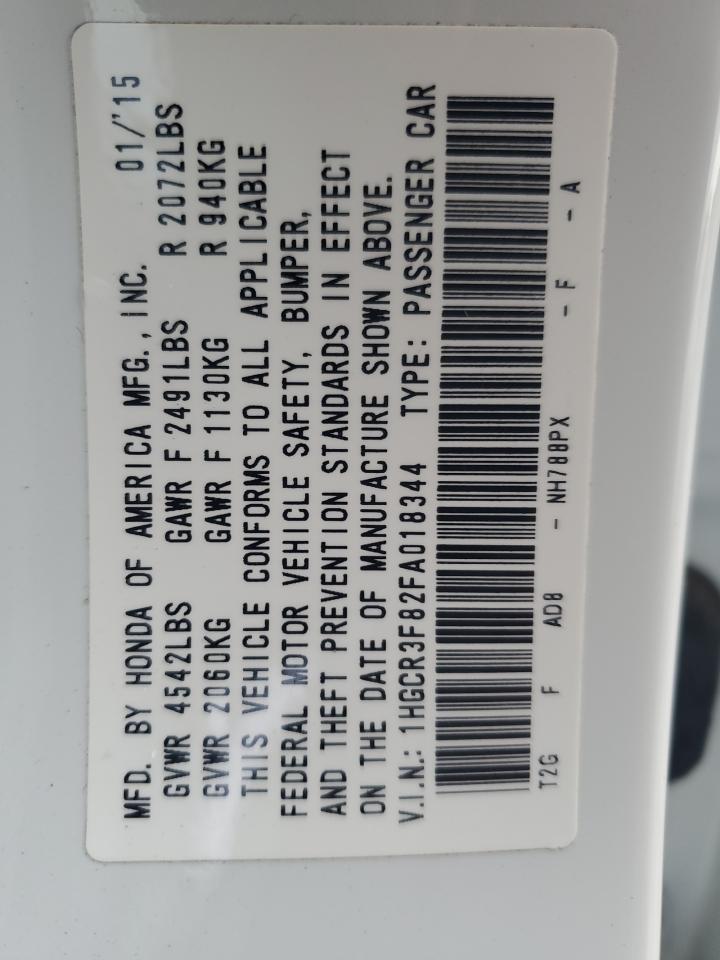 MFD. BY HONDA OF AMERICA MFG., INC. 01/'15
GVWR 4542LBS GAWR F 2491LBS R 2072LBS
GVWR 2060KG GAWR F 1130KG R 940KG
THIS VEHICLE CONFORMS TO ALL APPLICABLE
FEDERAL MOTOR VEHICLE SAFETY, BUMPER,
AND THEFT PREVENTION STANDARDS IN EFFECT
ON THE DATE OF MANUFACTURE SHOWN ABOVE.
V.I.N.: 1HGCR3F82FA018344 TYPE: PASSENGER CAR
T2G F AD8 - NH788PX - F - A